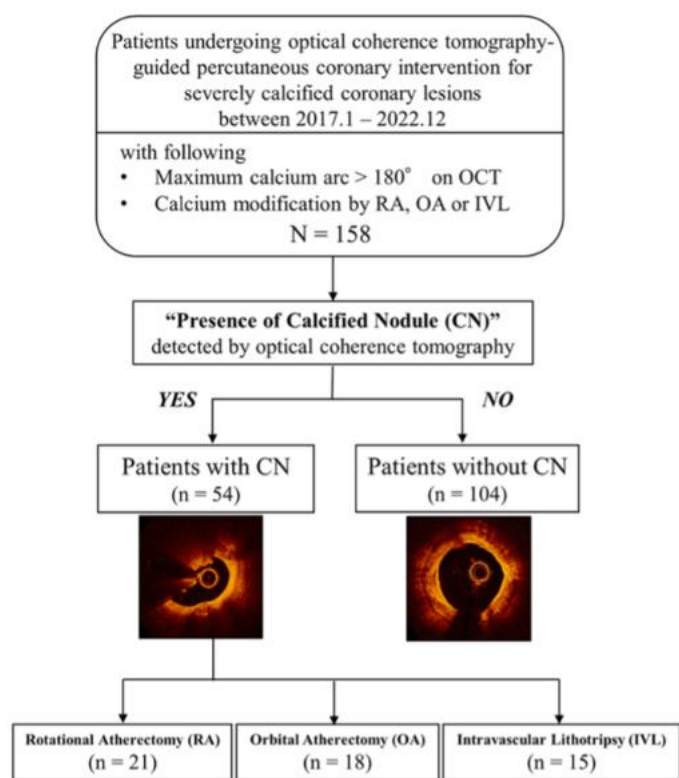 Patients undergoing optical coherence tomography-
guided percutaneous coronary intervention for
severely calcified coronary lesions
between 2017.1 – 2022.12
with following
• Maximum calcium arc > 180° on OCT
• Calcium modification by RA, OA or IVL
N = 158
“Presence of Calcified Nodule (CN)”
detected by optical coherence tomography
YES
NO
Patients with CN
(n = 54)
Patients without CN
(n = 104)
Rotational Atherectomy (RA)
(n = 21)
Orbital Atherectomy (OA)
(n = 18)
Intravascular Lithotripsy (IVL)
(n = 15)